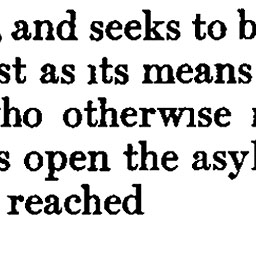 , and seeks to b
st as its means
ho otherwise
s open the asyl
reached